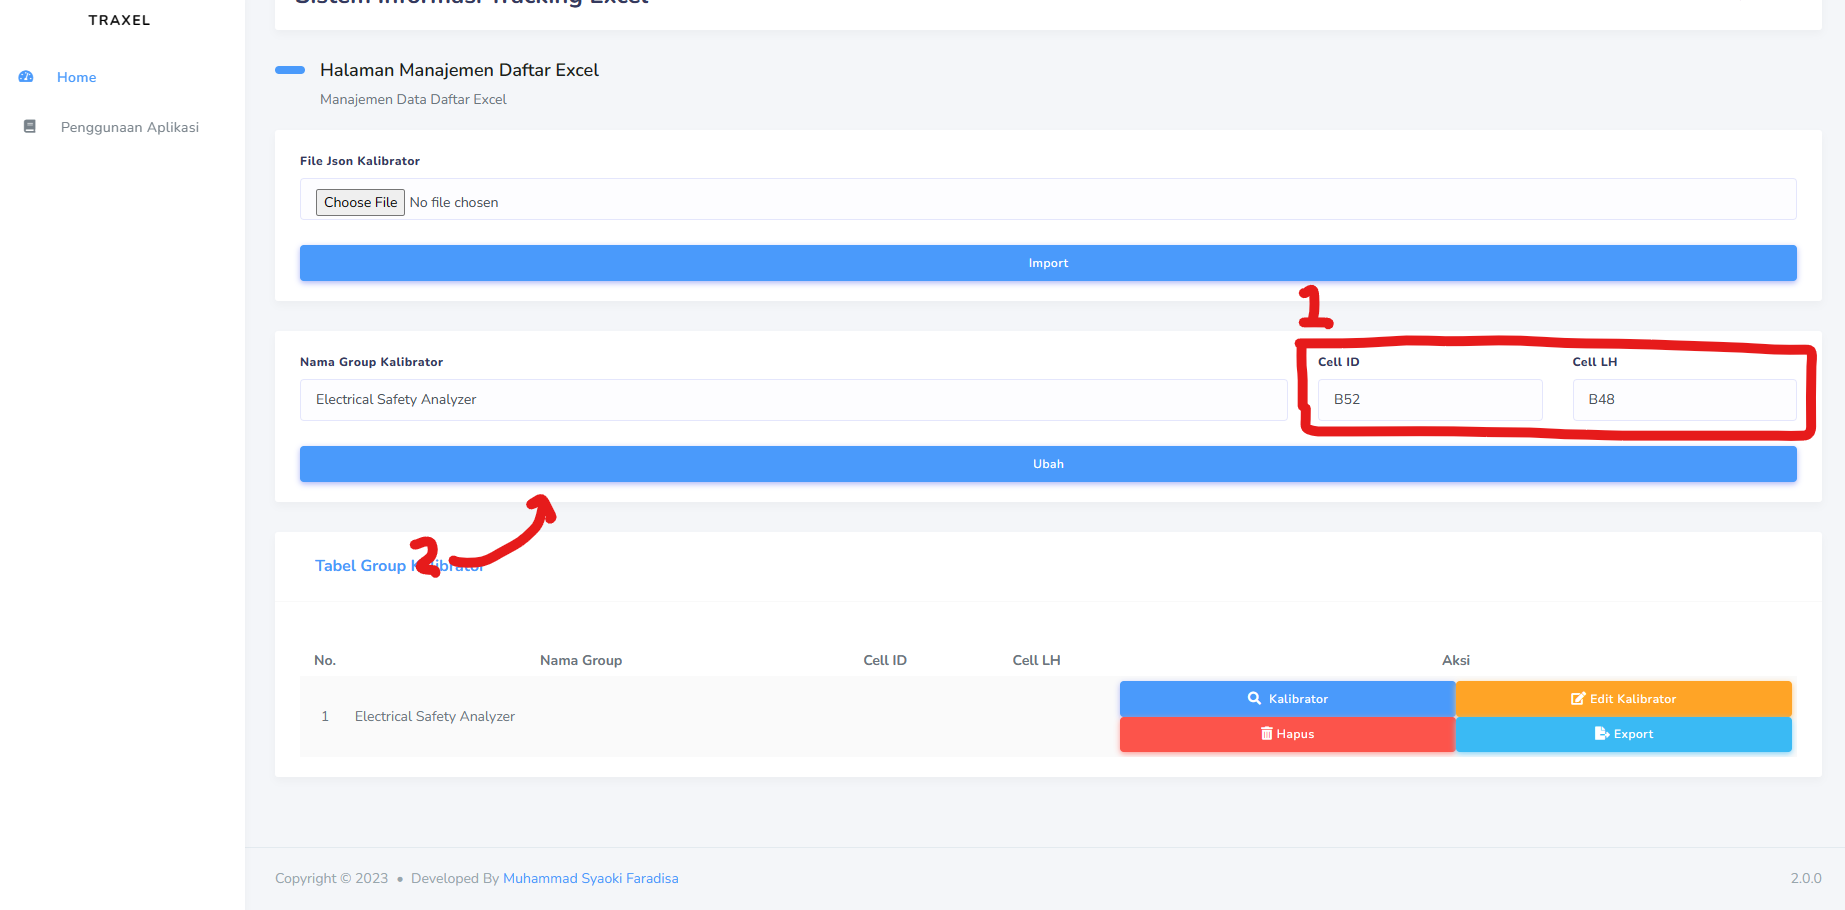 TRAXEL
Home
Penggunaan Aplikasi
Sistem Informasi Tracking Excel
Halaman Manajemen Daftar Excel
Manajemen Data Daftar Excel
File Json Kalibrator
Choose File No file chosen
Import
1
Nama Group Kalibrator Cell ID Cell LH
Electrical Safety Analyzer B52 B48
Ubah
2
Tabel Group Kalibrator
No. Nama Group Cell ID Cell LH Aksi
1 Electrical Safety Analyzer Kalibrator Edit Kalibrator
Hapus Export
Copyright © 2023 • Developed By Muhammad Syaoki Faradisa 2.0.0